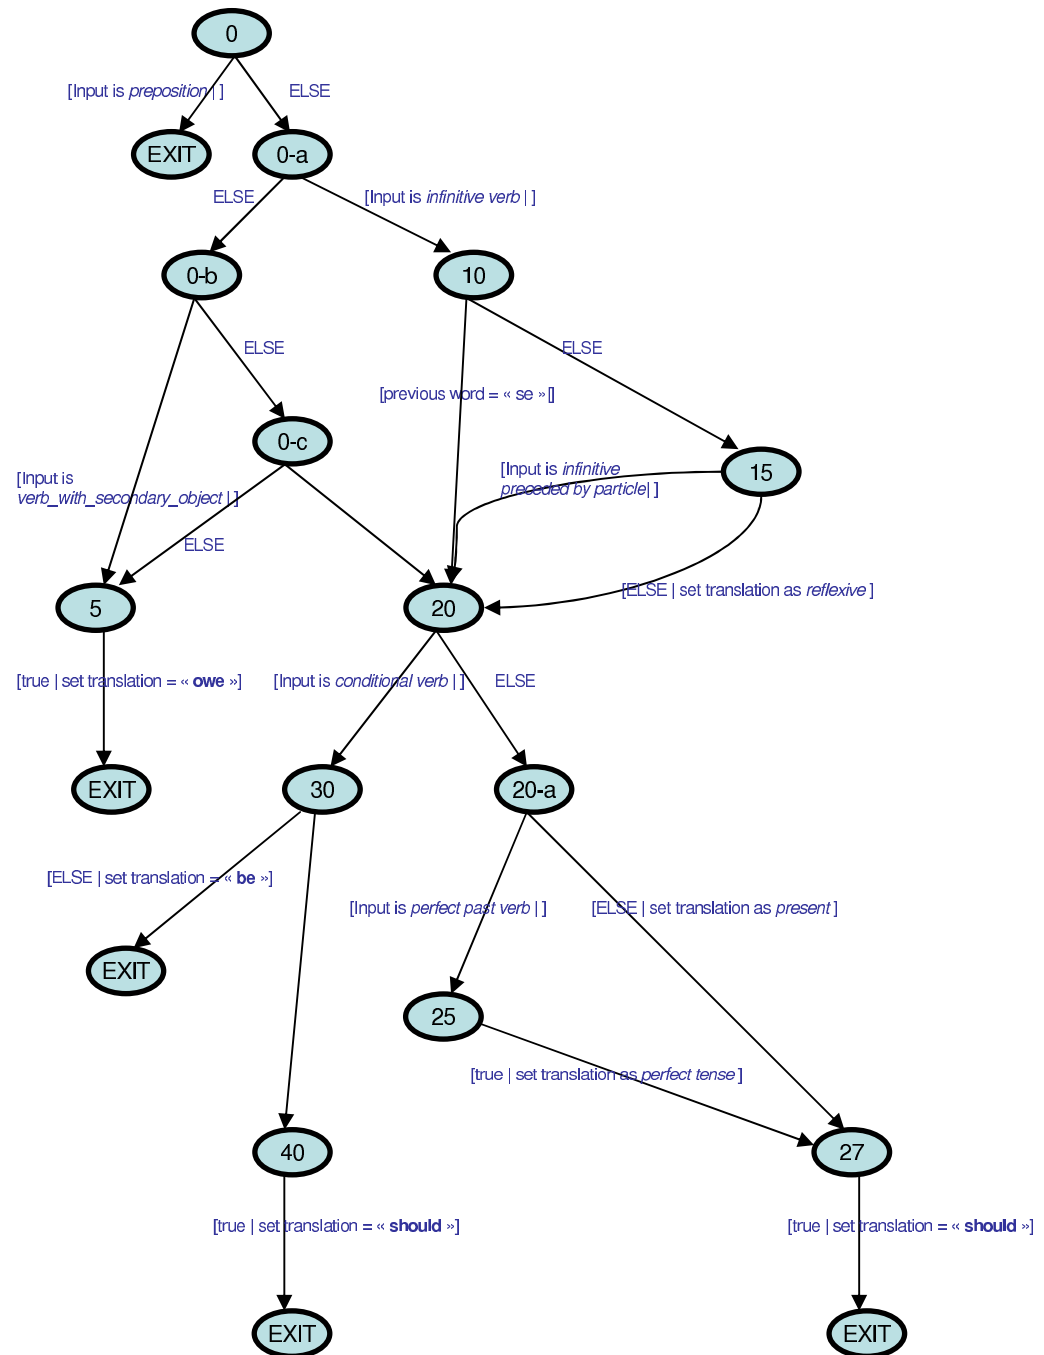 0
[Input is preposition | ]
ELSE
EXIT
0-a
ELSE
[Input is infinitive verb | ]
0-b
10
ELSE
ELSE
[previous word = « se »|]
0-c
[Input is infinitive
preceded by particle| ]
15
[Input is
verb_with_secondary_object | ]
ELSE
5
20
[ELSE | set translation as reflexive ]
[true | set translation = « owe »]
[Input is conditional verb | ]
ELSE
EXIT
30
20-a
[ELSE | set translation = « be »]
[Input is perfect past verb | ]
[ELSE | set translation as present ]
EXIT
25
[true | set translation as perfect tense ]
40
27
[true | set translation = « should »]
[true | set translation = « should »]
EXIT
EXIT